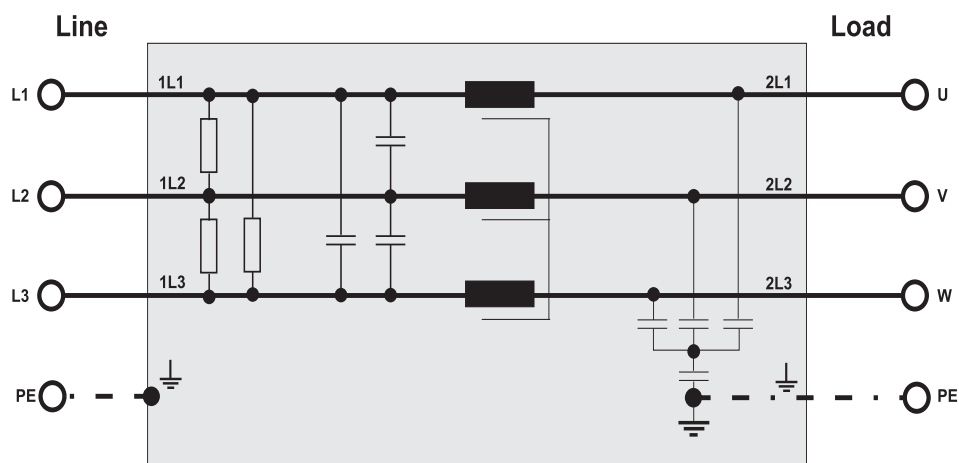 Line Load
L1 1L1 2L1 U
L2 1L2 2L2 V
L3 1L3 2L3 W
PE PE